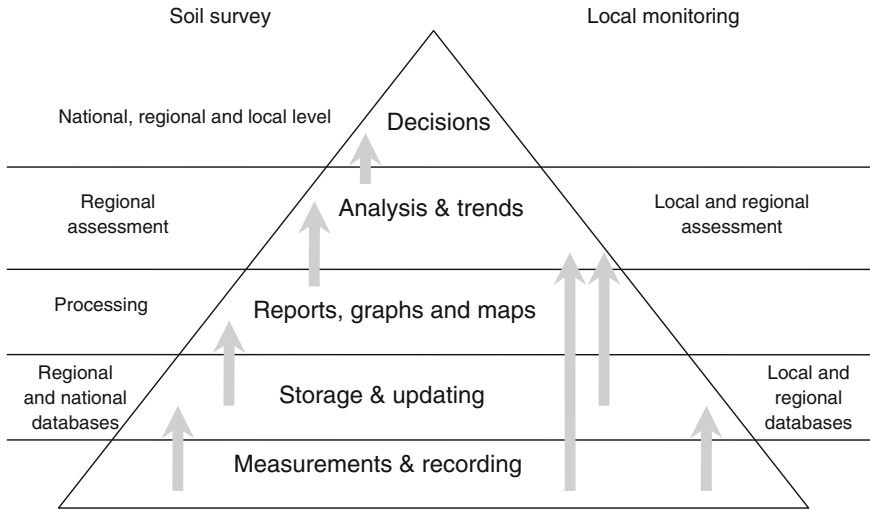 Soil survey
Local monitoring
National, regional and local level
Decisions
Regional
assessment
Analysis & trends
Local and regional
assessment
Processing
Reports, graphs and maps
Regional
and national
databases
Storage & updating
Local and
regional
databases
Measurements & recording